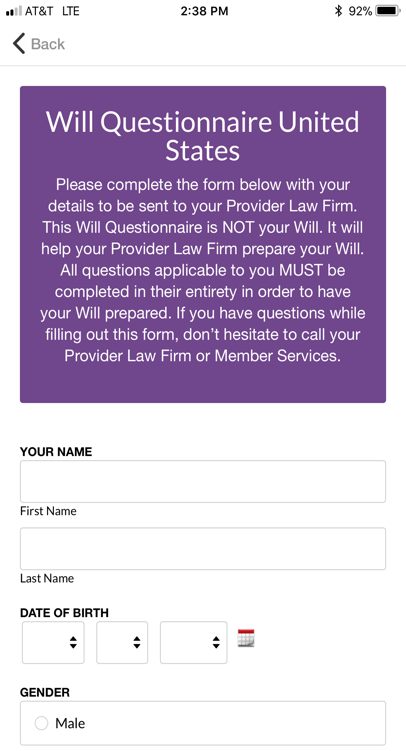 AT&T LTE 2:38 PM 92%
Back
Will Questionnaire United
States
Please complete the form below with your
details to be sent to your Provider Law Firm.
This Will Questionnaire is NOT your Will. It will
help your Provider Law Firm prepare your Will.
All questions applicable to you MUST be
completed in their entirety in order to have
your Will prepared. If you have questions while
filling out this form, don't hesitate to call your
Provider Law Firm or Member Services.
YOUR NAME
First Name
Last Name
DATE OF BIRTH
GENDER
Male